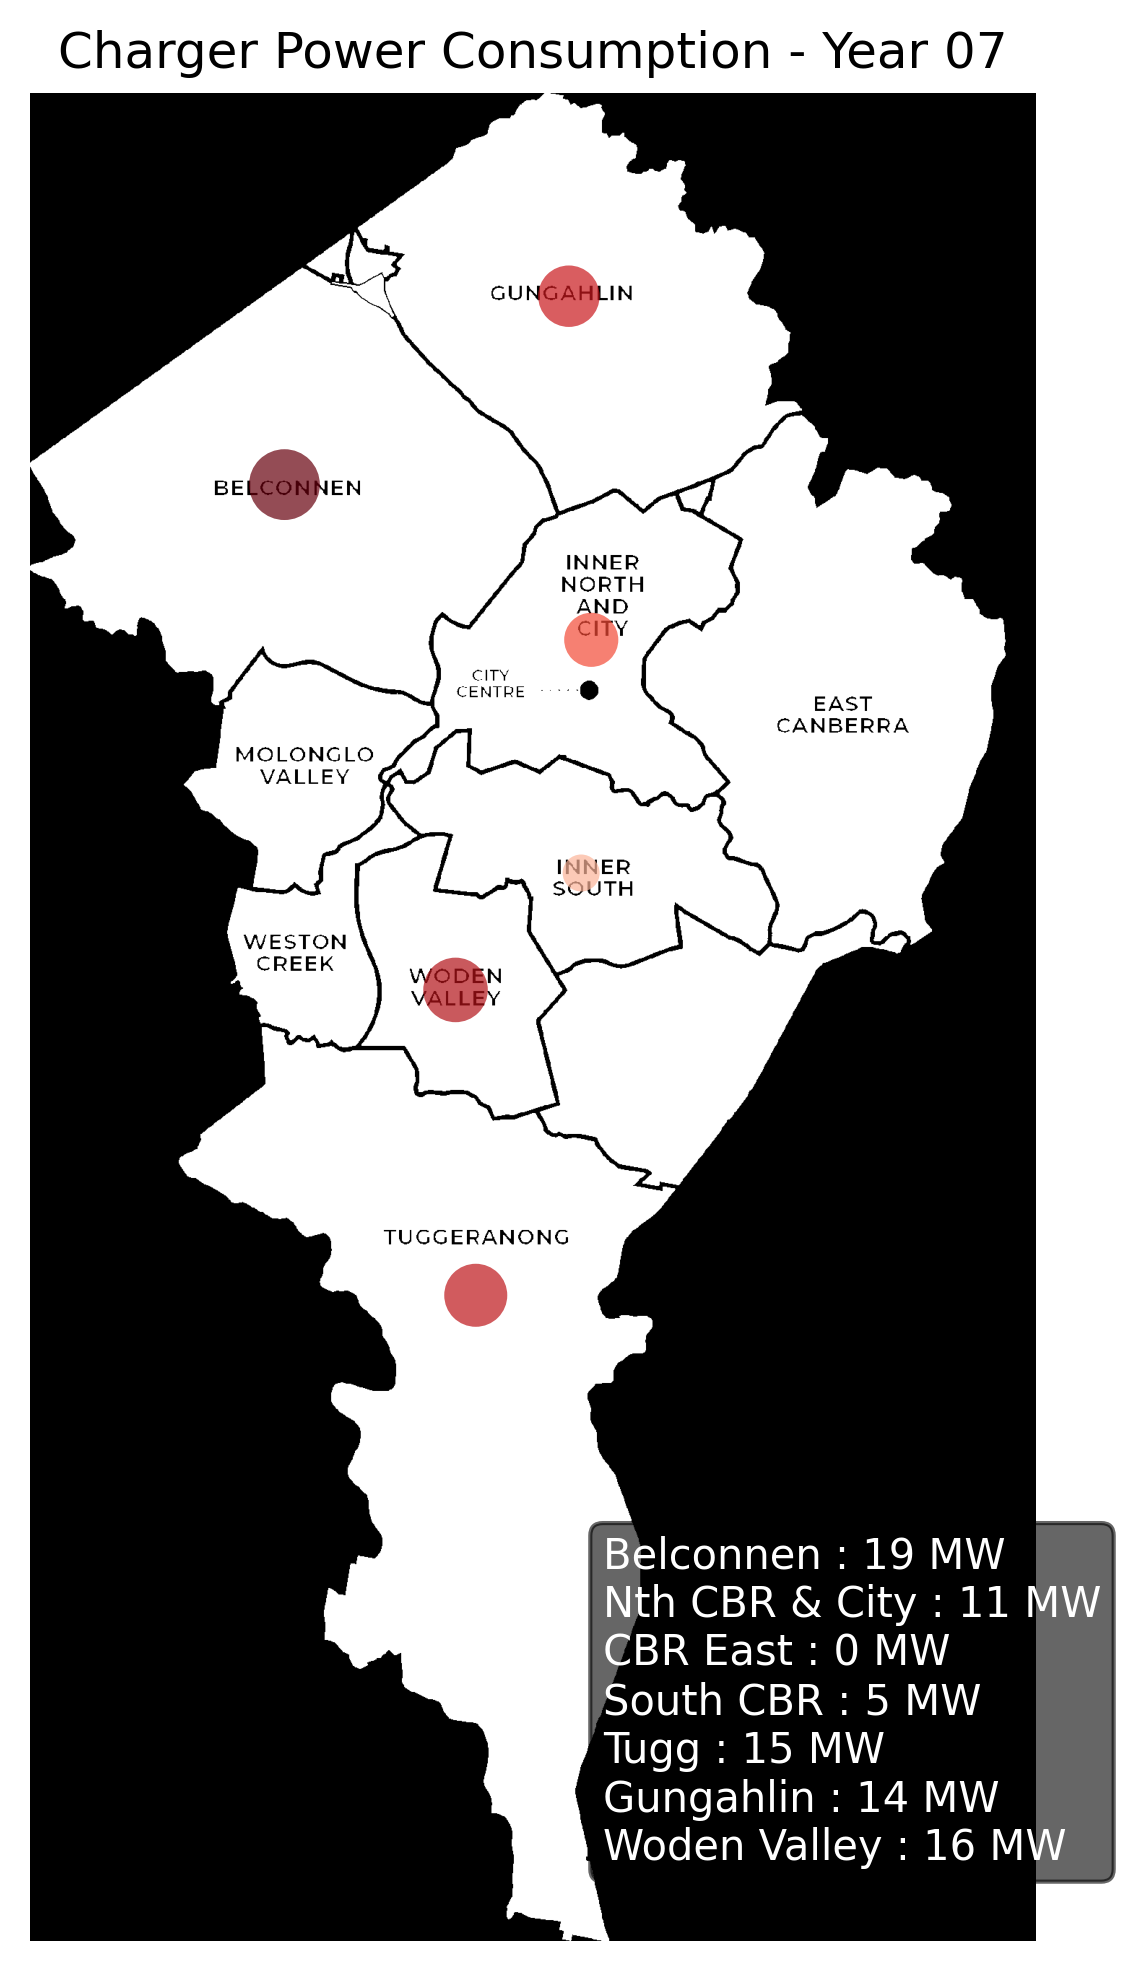 Charger Power Consumption - Year 07
GUNGAHLIN
BELCONNEN
INNER
NORTH
AND
CITY
CITY
CENTRE
EAST
CANBERRA
MOLONGLO
VALLEY
INNER
SOUTH
WESTON
CREEK
WODEN
VALLEY
TUGGERANONG
Belconnen : 19 MW
Nth CBR & City : 11 MW
CBR East : 0 MW
South CBR : 5 MW
Tugg : 15 MW
Gungahlin : 14 MW
Woden Valley : 16 MW